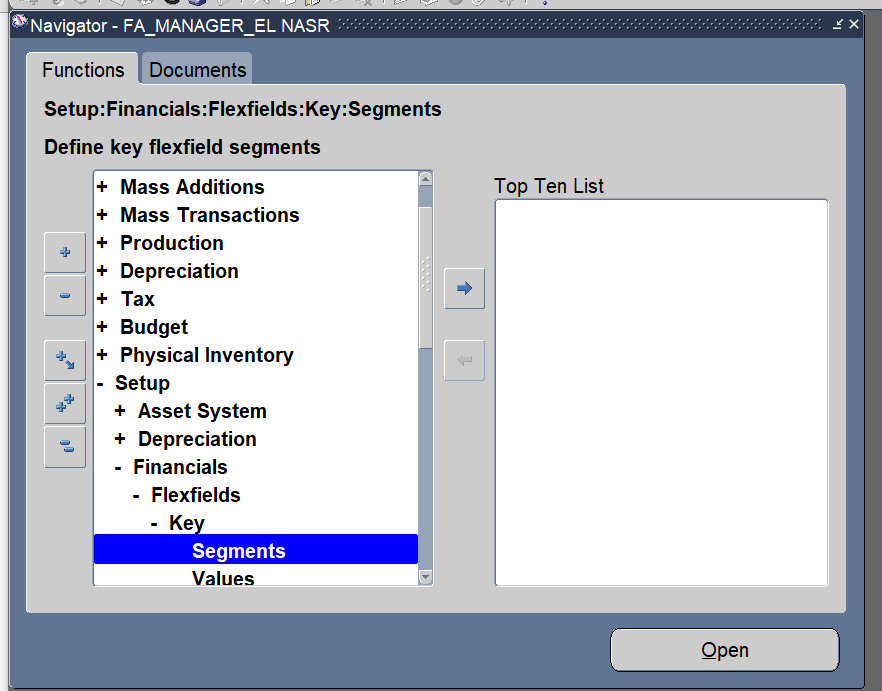 Navigator - FA_MANAGER_EL NASR
Functions
Documents
Setup:Financials:Flexfields:Key:Segments
Define key flexfield segments
+ Mass Additions
+ Mass Transactions
+ Production
+ Depreciation
+ Tax
+ Budget
+ Physical Inventory
- Setup
+ Asset System
+ Depreciation
- Financials
- Flexfields
- Key
Segments
Values
Top Ten List
Open